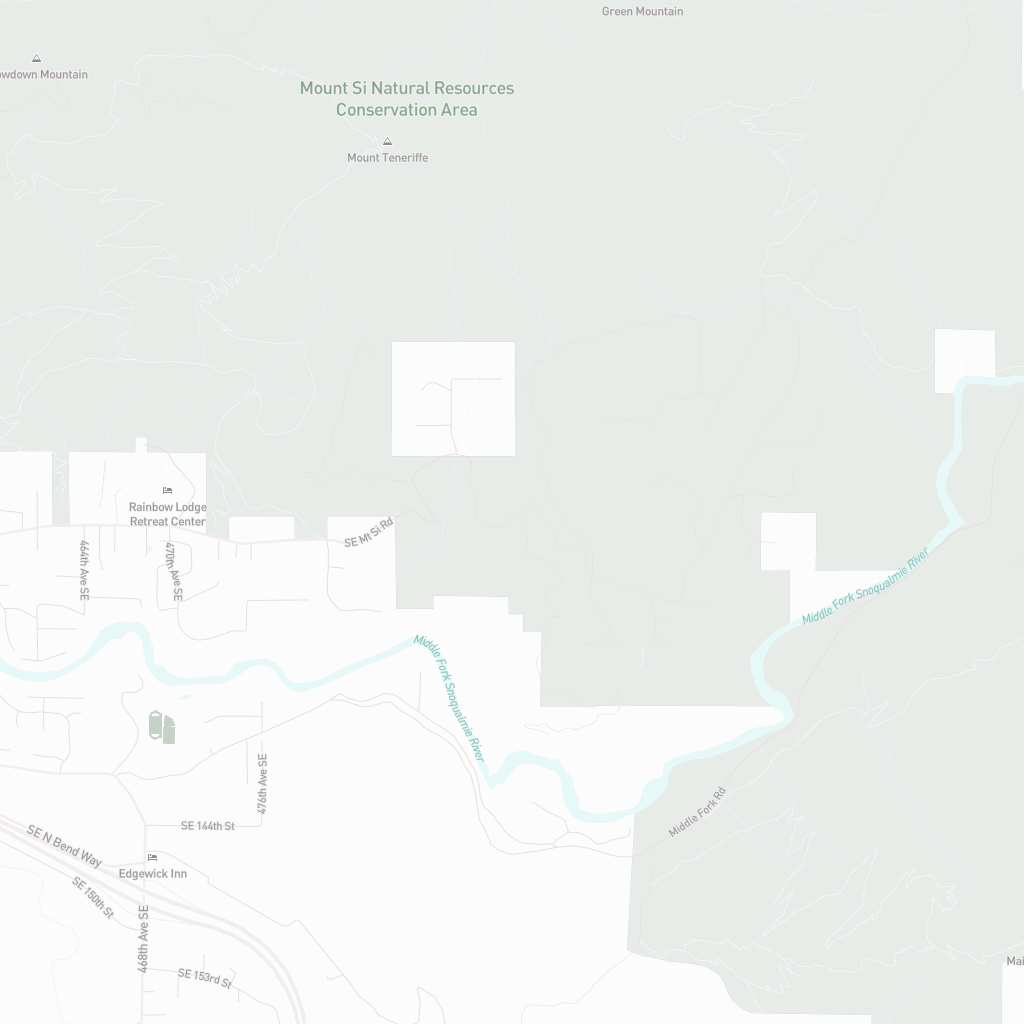 Green Mountain
owdown Mountain
Mount Si Natural Resources
Conservation Area
Mount Teneriffe
Rainbow Lodge
Retreat Center
SE Mt Si Rd
464th Ave SE
470th Ave SE
Middle Fork Snoqualmie River
Middle Fork Snoqualmie River
476th Ave SE
SE 144th St
Middle Fork Rd
SE N Bend Way
Edgewick Inn
SE 150th St
468th Ave SE
SE 153rd St
Mai